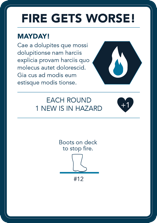 FIRE GETS WORSE!
MAYDAY!
Cae a dolupites que mossi
dolupitionse nam harciis
explicia provam harciis quo
molecus autet dolorescid.
Gia cus ad modis eum
estisque modis tionse.
EACH ROUND
1 NEW IS IN HAZARD
+1
Boots on deck
to stop fire.
#12